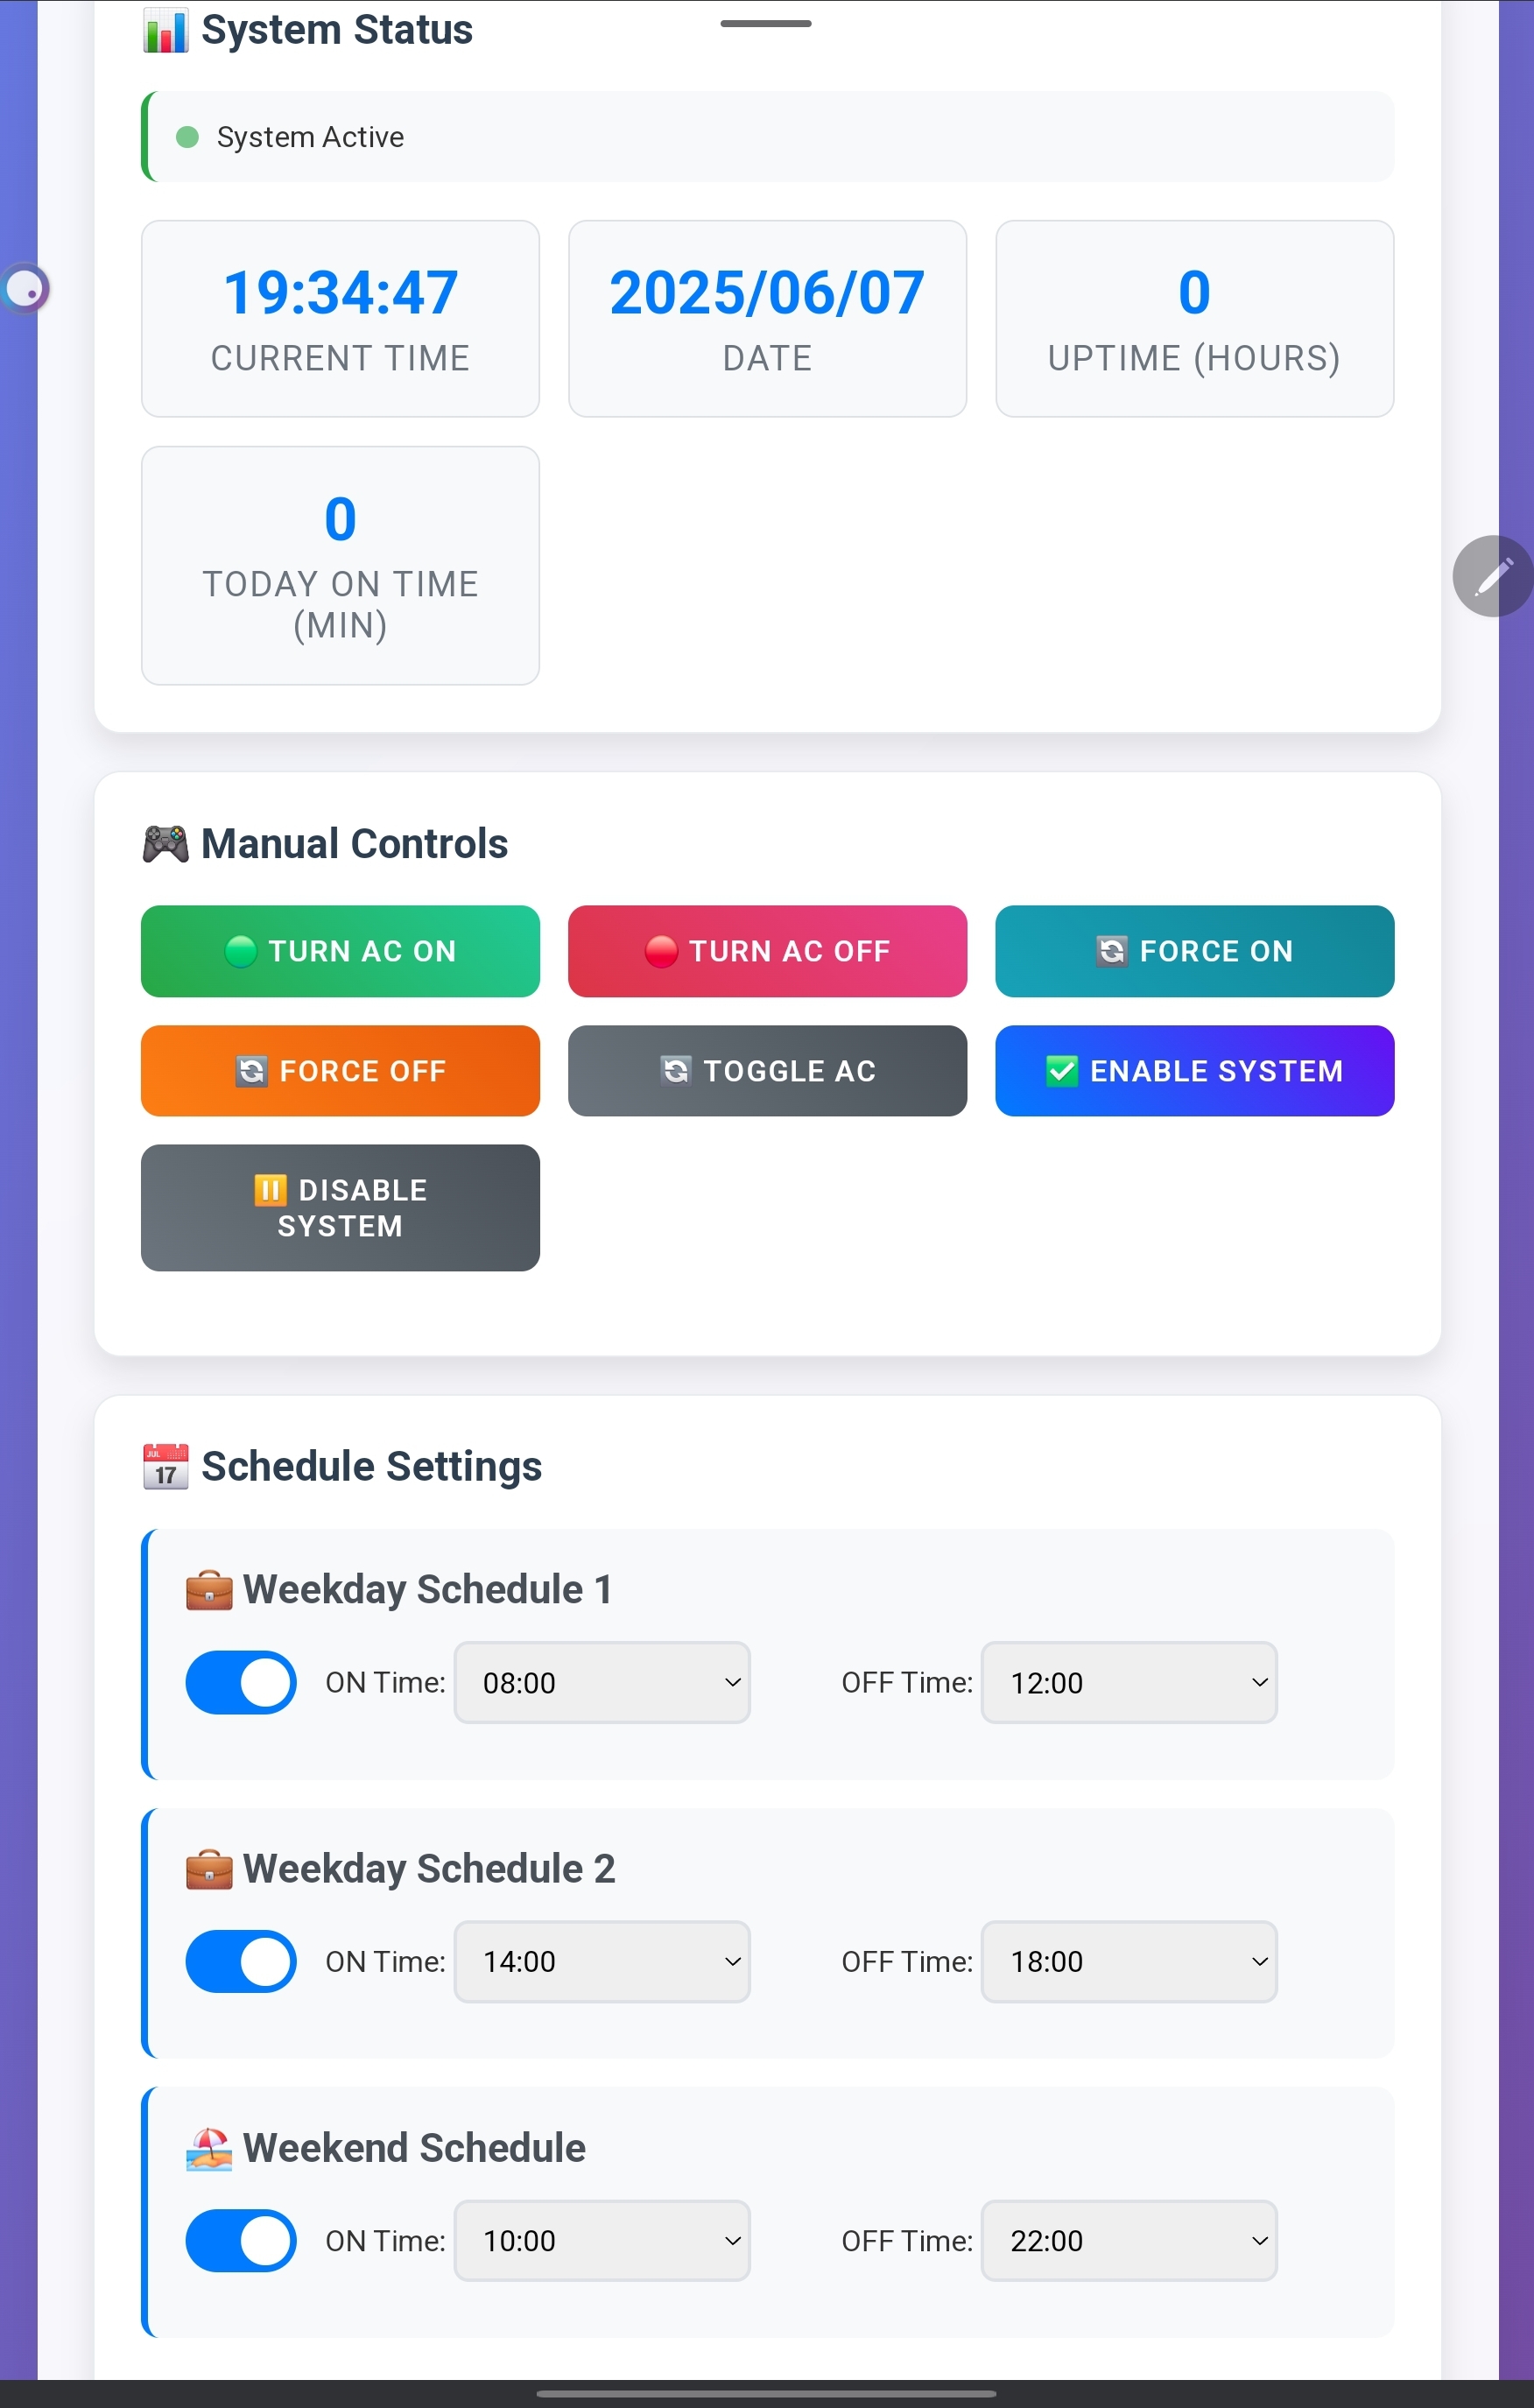 📊 System Status
System Active
19:34:47
CURRENT TIME
2025/06/07
DATE
0
UPTIME (HOURS)
0
TODAY ON TIME
(MIN)
🎮 Manual Controls
🟢 TURN AC ON
🔴 TURN AC OFF
🔄 FORCE ON
🔄 FORCE OFF
🔄 TOGGLE AC
✅ ENABLE SYSTEM
⏸️ DISABLE
SYSTEM
📅 Schedule Settings
💼 Weekday Schedule 1
ON Time: 08:00 OFF Time: 12:00
💼 Weekday Schedule 2
ON Time: 14:00 OFF Time: 18:00
🏖️ Weekend Schedule
ON Time: 10:00 OFF Time: 22:00